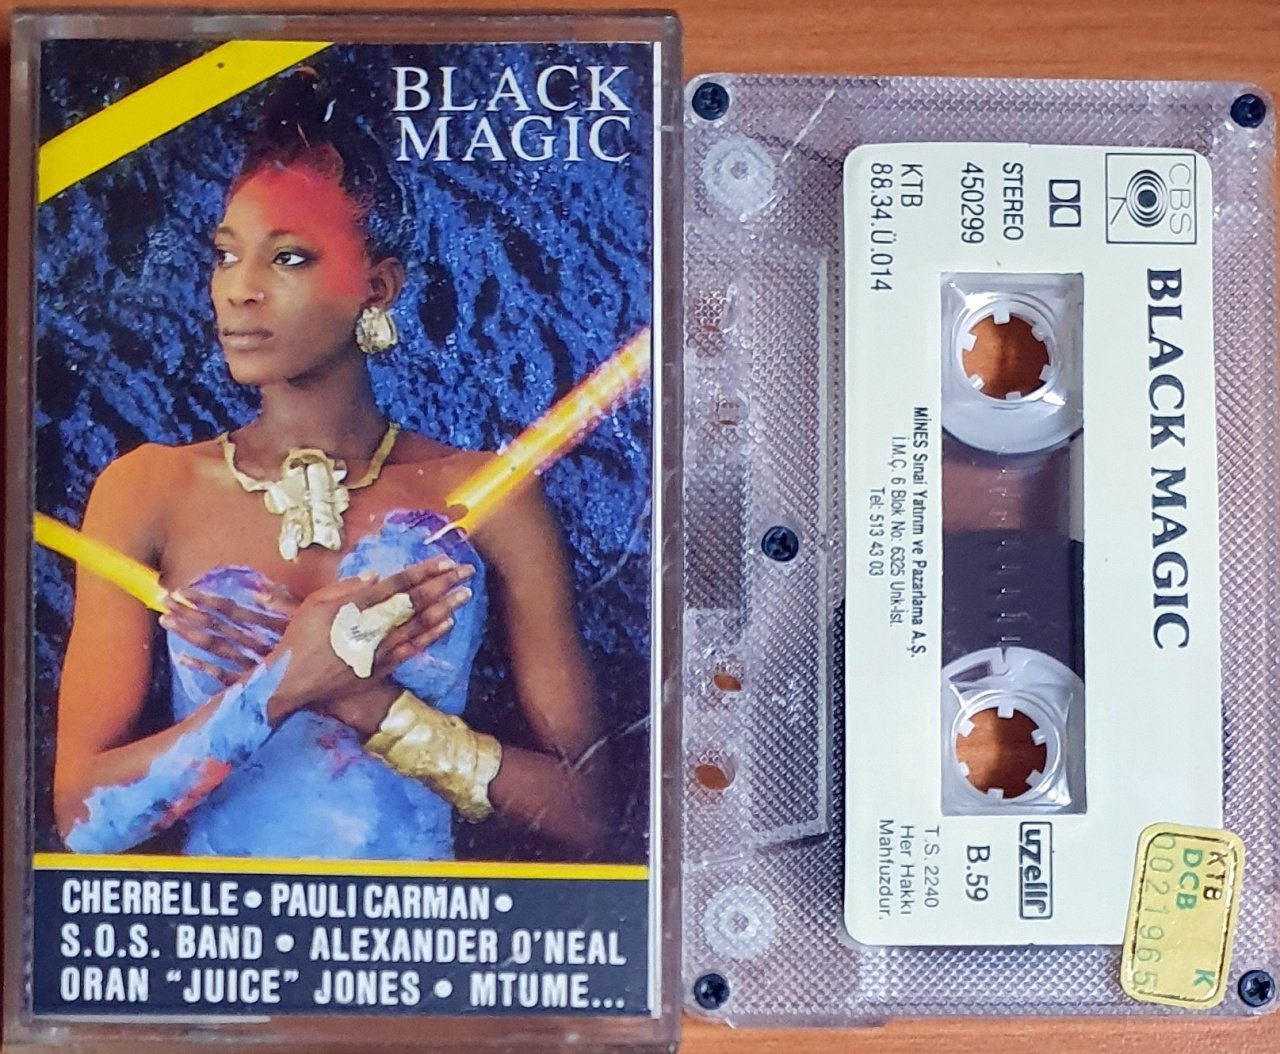 BLACK
MAGIC
CHERRELLE • PAULI CARMAN •
S.O.S. BAND • ALEXANDER O'NEAL
ORAN "JUICE" JONES • MTUME...
CBS
BLACK MAGIC
STEREO
450299
KTB
88.34.Ü.014
MİNES Sınai Yatırım ve Pazarlama A.Ş.
İ.M.Ç. 6 Blok No: 6325 Unk-İst.
Tel: 513 43 03
uzelli
B.59
T.S. 2240
Her Hakkı
Mahfuzdur.
KTB
DCB
K
0021965